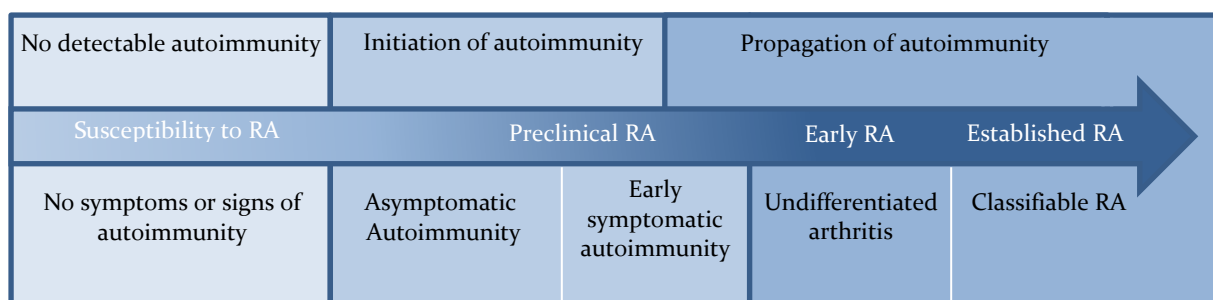 No detectable autoimmunity
Initiation of autoimmunity
Propagation of autoimmunity
Susceptibility to RA
Preclinical RA
Early RA
Established RA
No symptoms or signs of
autoimmunity
Asymptomatic
Autoimmunity
Early
symptomatic
autoimmunity
Undifferentiated
arthritis
Classifiable RA